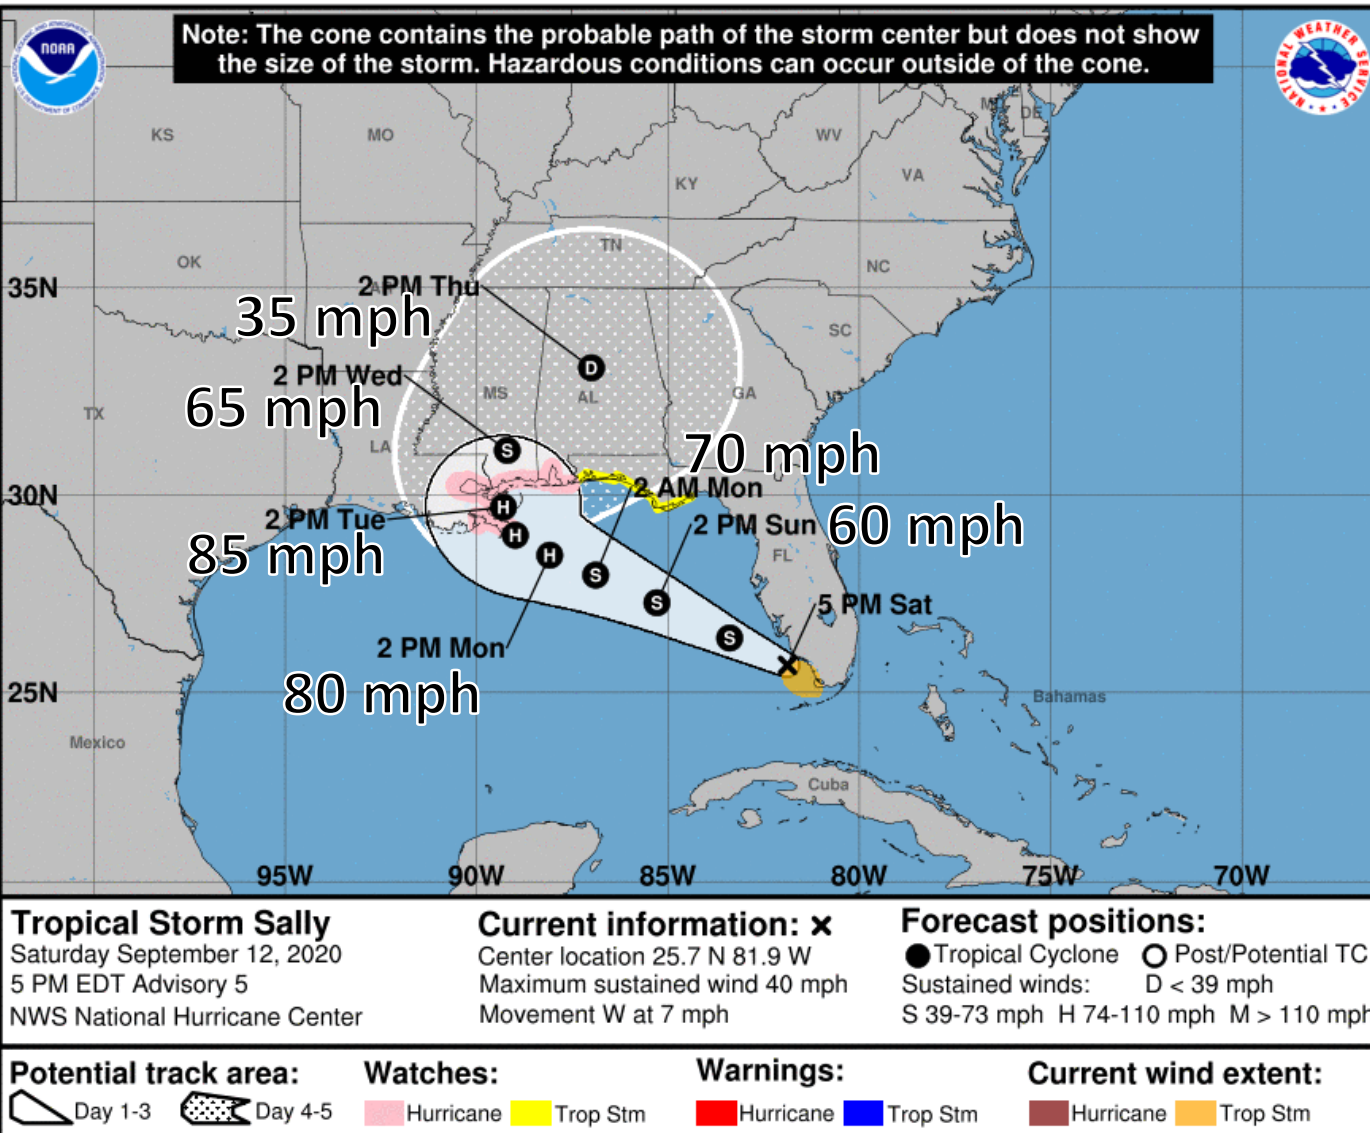 Note: The cone contains the probable path of the storm center but does not show
the size of the storm. Hazardous conditions can occur outside of the cone.
NOAA
NATIONAL WEATHER SERVICE
KS
MO
WV
DE
KY
VA
TN
OK
NC
35N
2 PM Thu
35 mph
SC
2 PM Wed
65 mph
MS
AL
GA
TX
LA
D
S
70 mph
30N
2 AM Mon
2 PM Tue
H
2 PM Sun
60 mph
85 mph
H
H
S
FL
S
5 PM Sat
S
2 PM Mon
80 mph
25N
Bahamas
Mexico
Cuba
95W
90W
85W
80W
75W
70W
Tropical Storm Sally
Saturday September 12, 2020
5 PM EDT Advisory 5
NWS National Hurricane Center
Current information: x
Center location 25.7 N 81.9 W
Maximum sustained wind 40 mph
Movement W at 7 mph
Forecast positions:
Tropical Cyclone Post/Potential TC
Sustained winds: D < 39 mph
S 39-73 mph H 74-110 mph M > 110 mph
Potential track area:
Day 1-3 Day 4-5
Watches:
Hurricane Trop Stm
Warnings:
Hurricane Trop Stm
Current wind extent:
Hurricane Trop Stm